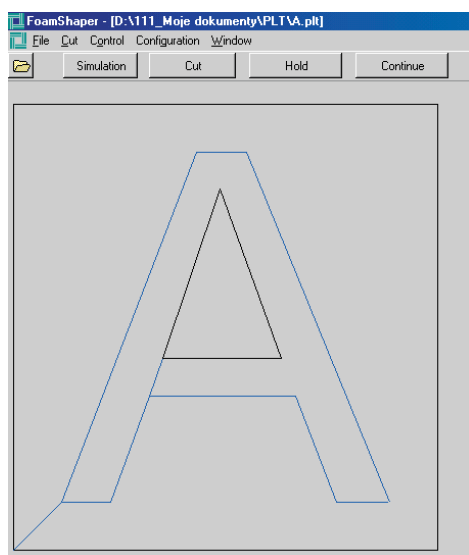 FoamShaper - [D:\111_Moje dokumenty\PLT\A.plt]
File Cut Control Configuration Window
Simulation Cut Hold Continue